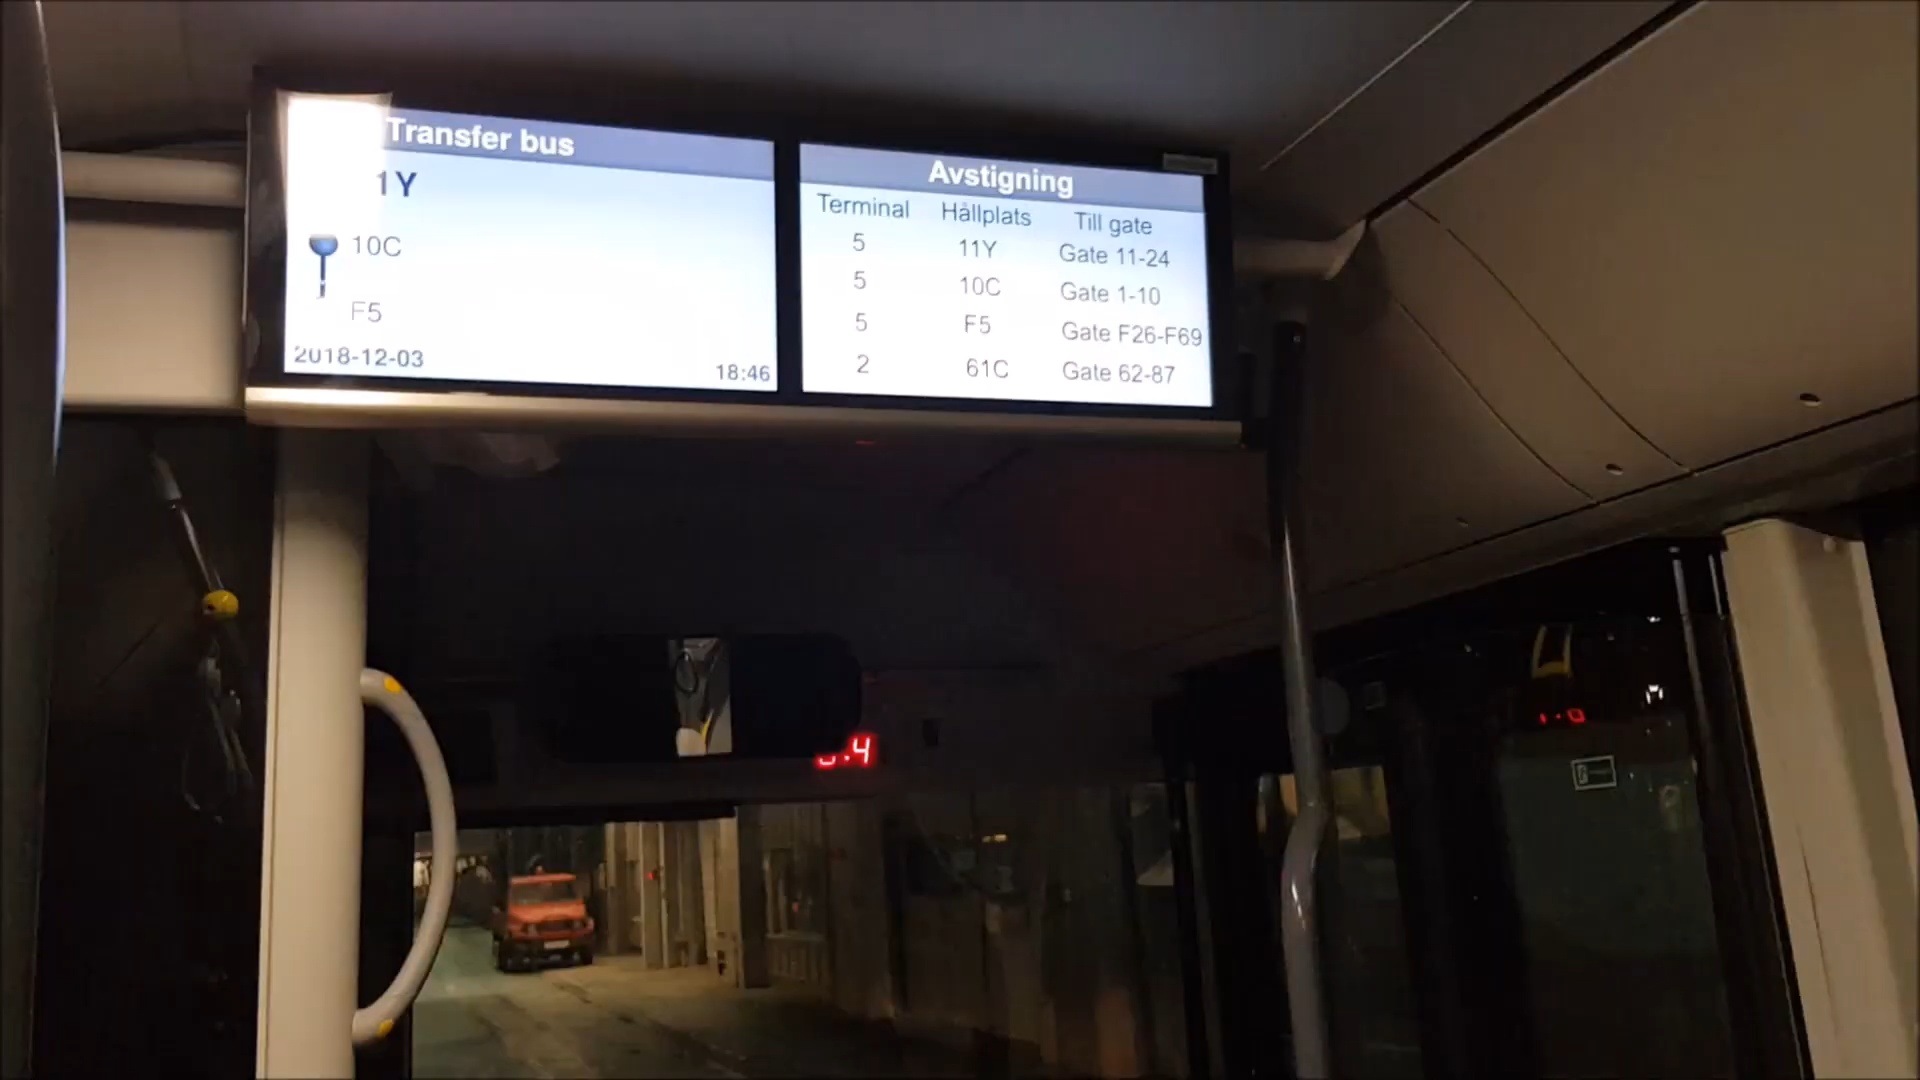 Transfer bus
1Y
10C
F5
2018-12-03
18:46
Avstigning
Terminal Hållplats Till gate
5 11Y Gate 11-24
5 10C Gate 1-10
5 F5 Gate F26-F69
2 61C Gate 62-87
.4